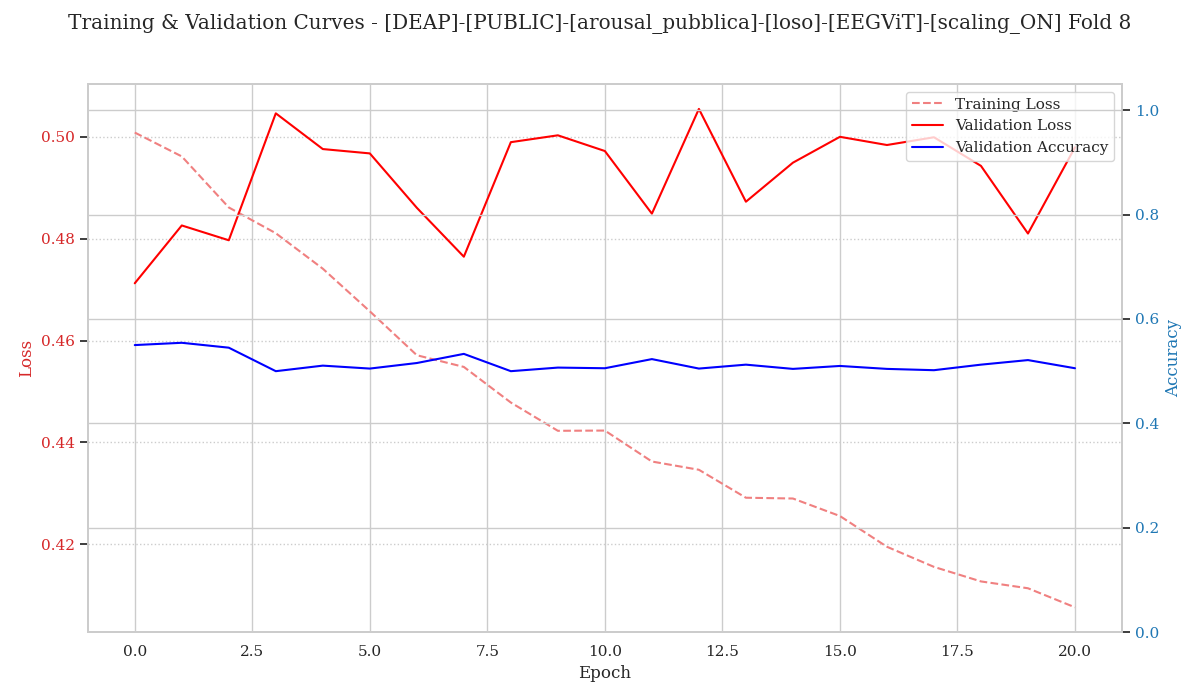 Training & Validation Curves - [DEAP]-[PUBLIC]-[arousal_pubblica]-[loso]-[EEGViT]-[scaling_ON] Fold 8
Training Loss
Validation Loss
Validation Accuracy
Loss
0.50
0.48
0.46
0.44
0.42
1.0
0.8
0.6
0.4
0.2
0.0
Accuracy
0.0 2.5 5.0 7.5 10.0 12.5 15.0 17.5 20.0
Epoch